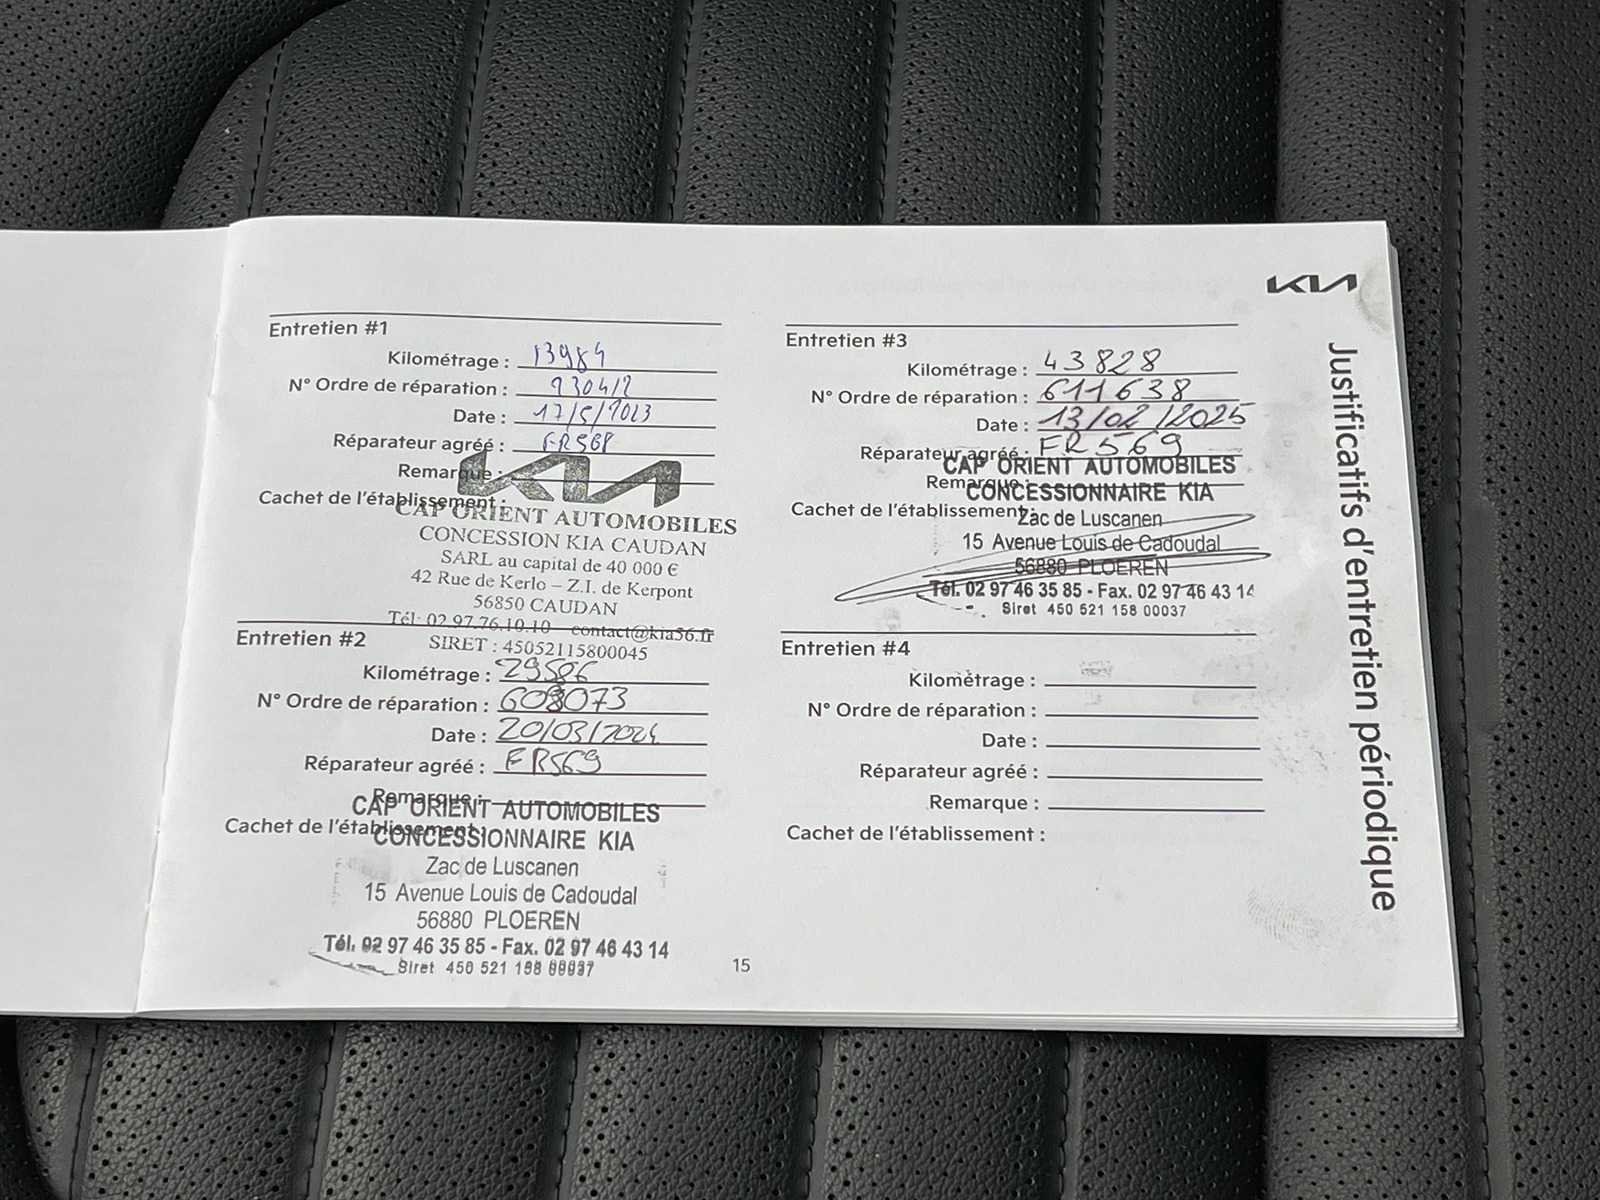 KIA
Justificatifs d'entretien périodique
Entretien #1
Kilométrage : 13984
N° Ordre de réparation :
Date : 17/5/2023
Réparateur agréé : FR568
Remarque :
Cachet de l'établissement :
KIA
CAP ORIENT AUTOMOBILES
CONCESSION KIA CAUDAN
SARL au capital de 40 000 €
42 Rue de Kerlo – Z.I. de Kerpont
56850 CAUDAN
Tél: 02.97.76.10.10 contact@kia56.fr
SIRET : 45052115800045
Entretien #2
Kilométrage : 29586
N° Ordre de réparation : 608073
Date : 20/03/2024
Réparateur agréé : FR569
Remarque :
Cachet de l'établissement :
CAP ORIENT AUTOMOBILES
CONCESSIONNAIRE KIA
Zac de Luscanen
15 Avenue Louis de Cadoudal
56880 PLOEREN
Tél. 02 97 46 35 85 - Fax. 02 97 46 43 14
Siret 450 521 158 00037
Entretien #3
Kilométrage : 43828
N° Ordre de réparation : 611638
Date : 13/02/2025
Réparateur agréé : FR569
Remarque :
Cachet de l'établissement :
CAP ORIENT AUTOMOBILES
CONCESSIONNAIRE KIA
Zac de Luscanen
15 Avenue Louis de Cadoudal
56880 PLOEREN
Tél. 02 97 46 35 85 - Fax. 02 97 46 43 14
Siret 450 521 158 00037
Entretien #4
Kilométrage :
N° Ordre de réparation :
Date :
Réparateur agréé :
Remarque :
Cachet de l'établissement :
15